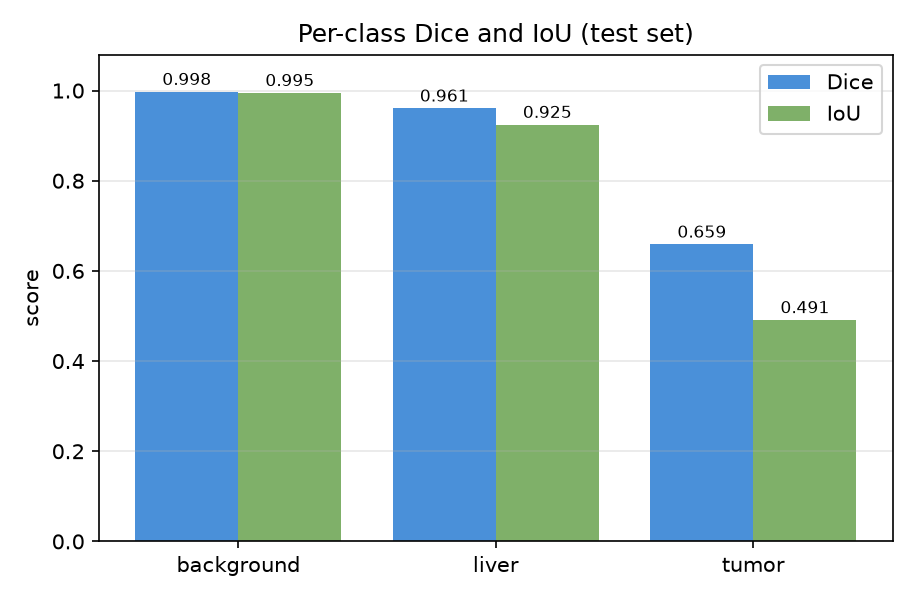 Per-class Dice and IoU (test set)
Dice
IoU
score
1.0
0.8
0.6
0.4
0.2
0.0
0.998
0.995
0.961
0.925
0.659
0.491
background
liver
tumor